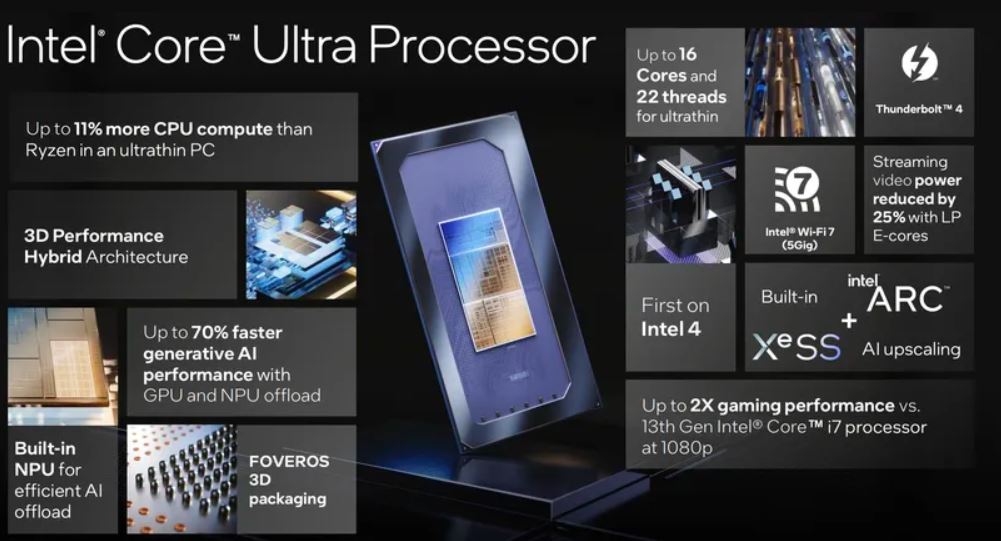 Intel® Core™ Ultra Processor
Up to 11% more CPU compute than
Ryzen in an ultrathin PC
3D Performance
Hybrid Architecture
Up to 70% faster
generative AI
performance with
GPU and NPU offload
Built-in
NPU for
efficient AI
offload
FOVEROS
3D
packaging
Up to 16
Cores and
22 threads
for ultrathin
Thunderbolt™ 4
7
Intel® Wi-Fi 7
(5Gig)
Streaming
video power
reduced by
25% with LP
E-cores
First on
Intel 4
Built-in
intel
ARC™
+
XeSS
AI upscaling
Up to 2X gaming performance vs.
13th Gen Intel® Core™ i7 processor
at 1080p